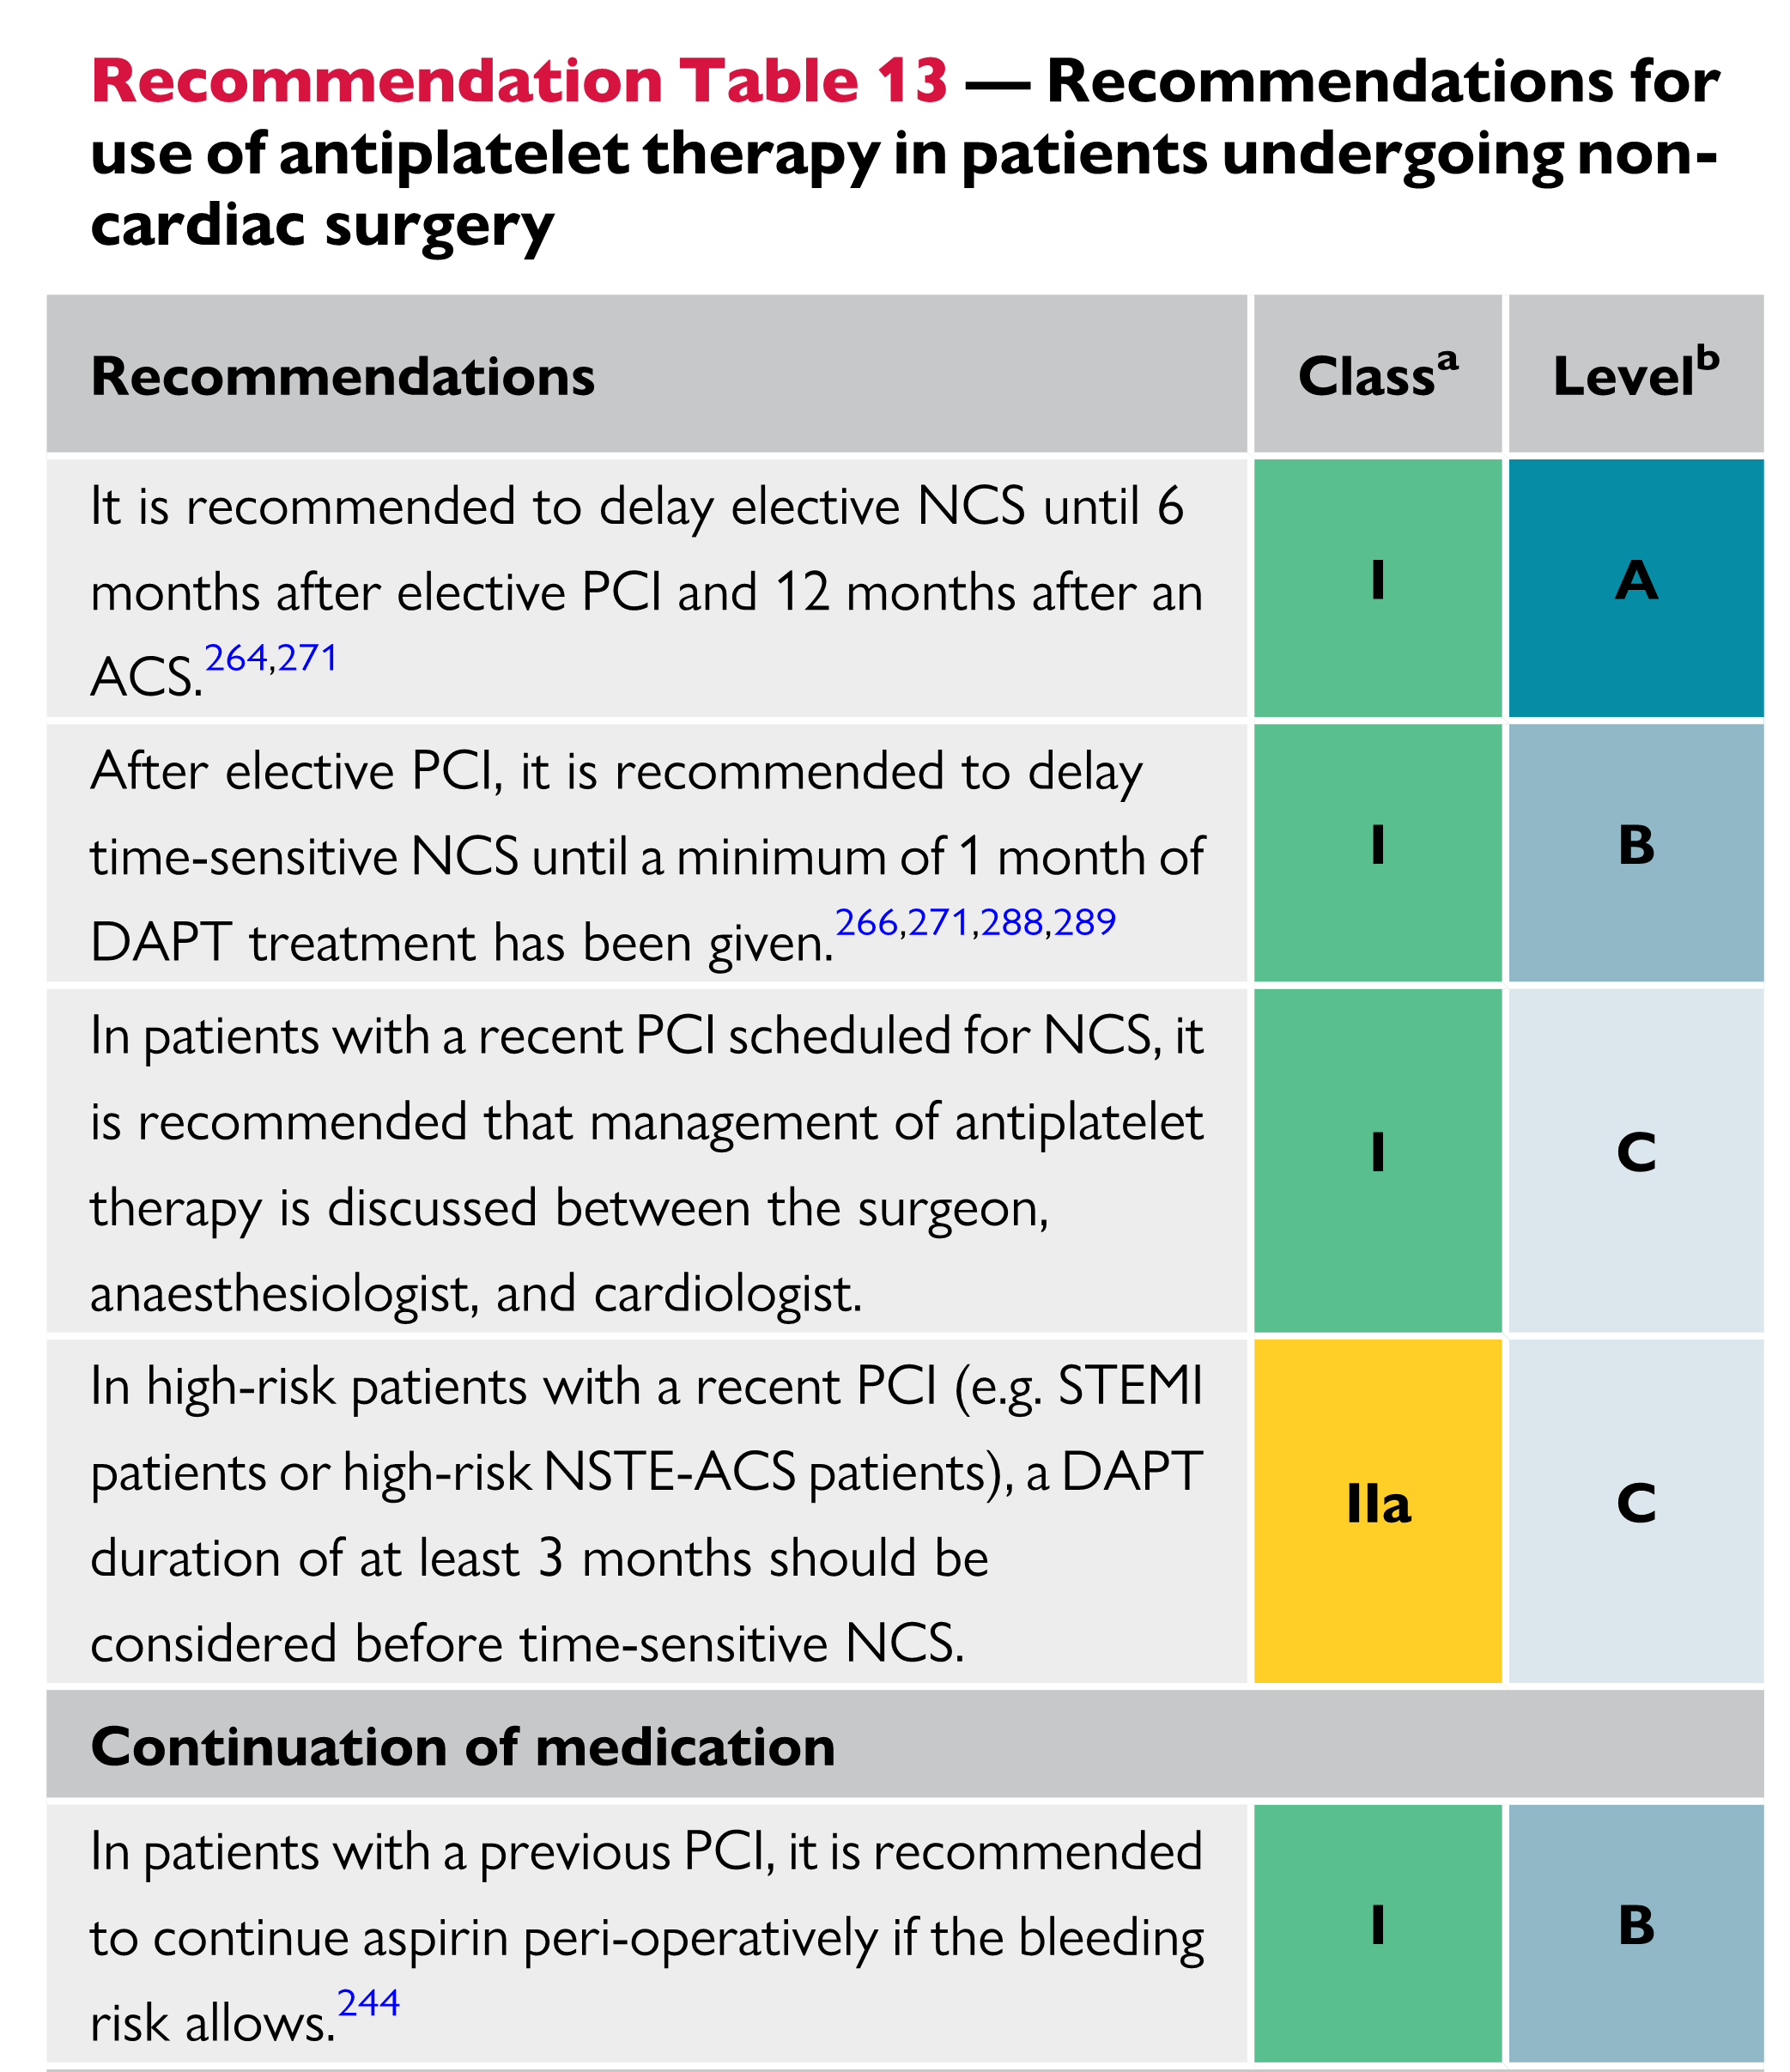 Recommendation Table 13 — Recommendations for
use of antiplatelet therapy in patients undergoing non-
cardiac surgery
Recommendations Classa Levelb
It is recommended to delay elective NCS until 6
months after elective PCI and 12 months after an
ACS.264,271
I A
After elective PCI, it is recommended to delay
time-sensitive NCS until a minimum of 1 month of
DAPT treatment has been given.266,271,288,289
I B
In patients with a recent PCI scheduled for NCS, it
is recommended that management of antiplatelet
therapy is discussed between the surgeon,
anaesthesiologist, and cardiologist.
I C
In high-risk patients with a recent PCI (e.g. STEMI
patients or high-risk NSTE-ACS patients), a DAPT
duration of at least 3 months should be
considered before time-sensitive NCS.
IIa C
Continuation of medication
In patients with a previous PCI, it is recommended
to continue aspirin peri-operatively if the bleeding
risk allows.244
I B